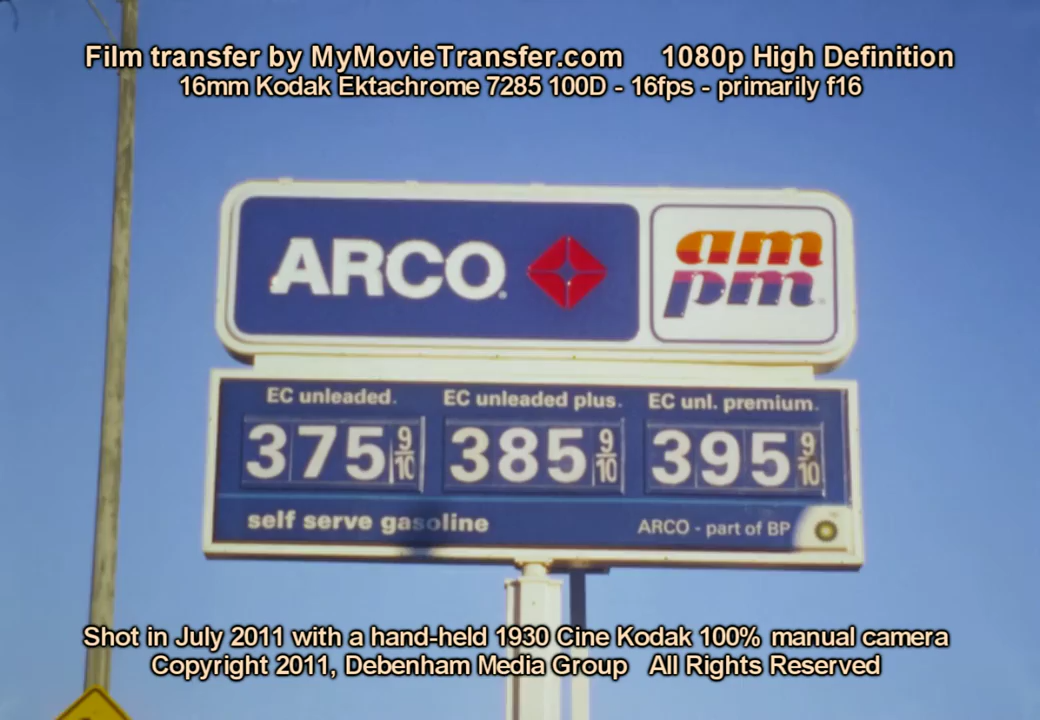 Film transfer by MyMovieTransfer.com 1080p High Definition
16mm Kodak Ektachrome 7285 100D - 16fps - primarily f16
ARCO
am
pm
EC unleaded. EC unleaded plus. EC unl. premium.
375 9/10 385 9/10 395 9/10
self serve gasoline ARCO - part of BP
Shot in July 2011 with a hand-held 1930 Cine Kodak 100% manual camera
Copyright 2011, Debenham Media Group All Rights Reserved